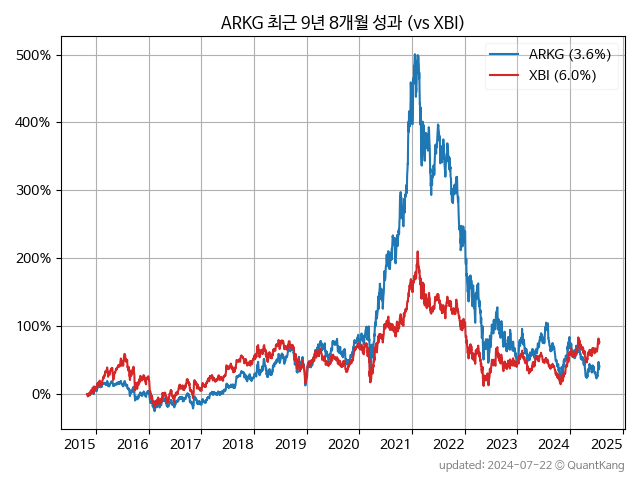 ARKG 최근 9년 8개월 성과 (vs XBI)
ARKG (3.6%)
XBI (6.0%)
500%
400%
300%
200%
100%
0%
2015 2016 2017 2018 2019 2020 2021 2022 2023 2024 2025
updated: 2024-07-22 © QuantKang